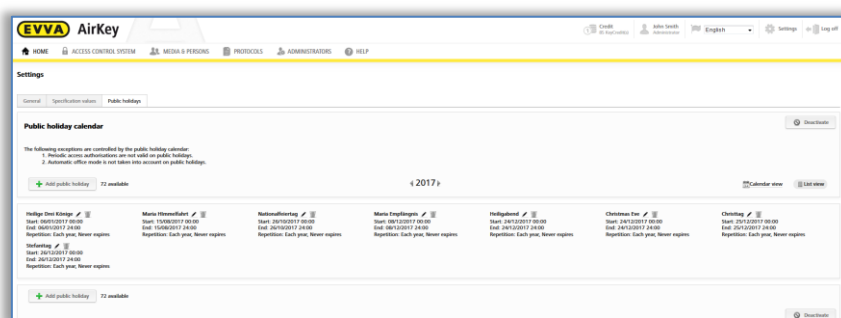 EVVA AirKey
Credit
John Smith
Administrator
English
Settings
Log off
HOME
ACCESS CONTROL SYSTEM
MEDIA & PERSONS
PROTOCOLS
ADMINISTRATORS
HELP
Settings
General
Specification values
Public holidays
Public holiday calendar
Deactivate
The following exceptions are controlled by the public holiday calendar:
1. Periodic access authorisations are not valid on public holidays.
2. Automatic office mode is not taken into account on public holidays.
Add public holiday
72 available
2017
Calendar view
List view
Heilige Drei Könige
Start: 06/01/2017 00:00
End: 06/01/2017 24:00
Repetition: Each year, Never expires
Maria Himmelfahrt
Start: 15/08/2017 00:00
End: 15/08/2017 24:00
Repetition: Each year, Never expires
Nationalfeiertag
Start: 26/10/2017 00:00
End: 26/10/2017 24:00
Repetition: Each year, Never expires
Maria Empfängnis
Start: 08/12/2017 00:00
End: 08/12/2017 24:00
Repetition: Each year, Never expires
Heiligabend
Start: 24/12/2017 00:00
End: 24/12/2017 24:00
Repetition: Each year, Never expires
Christmas Eve
Start: 24/12/2017 00:00
End: 24/12/2017 24:00
Repetition: Each year, Never expires
Christtag
Start: 25/12/2017 00:00
End: 25/12/2017 24:00
Repetition: Each year, Never expires
Stefanitag
Start: 26/12/2017 00:00
End: 26/12/2017 24:00
Repetition: Each year, Never expires
Add public holiday
72 available
Deactivate